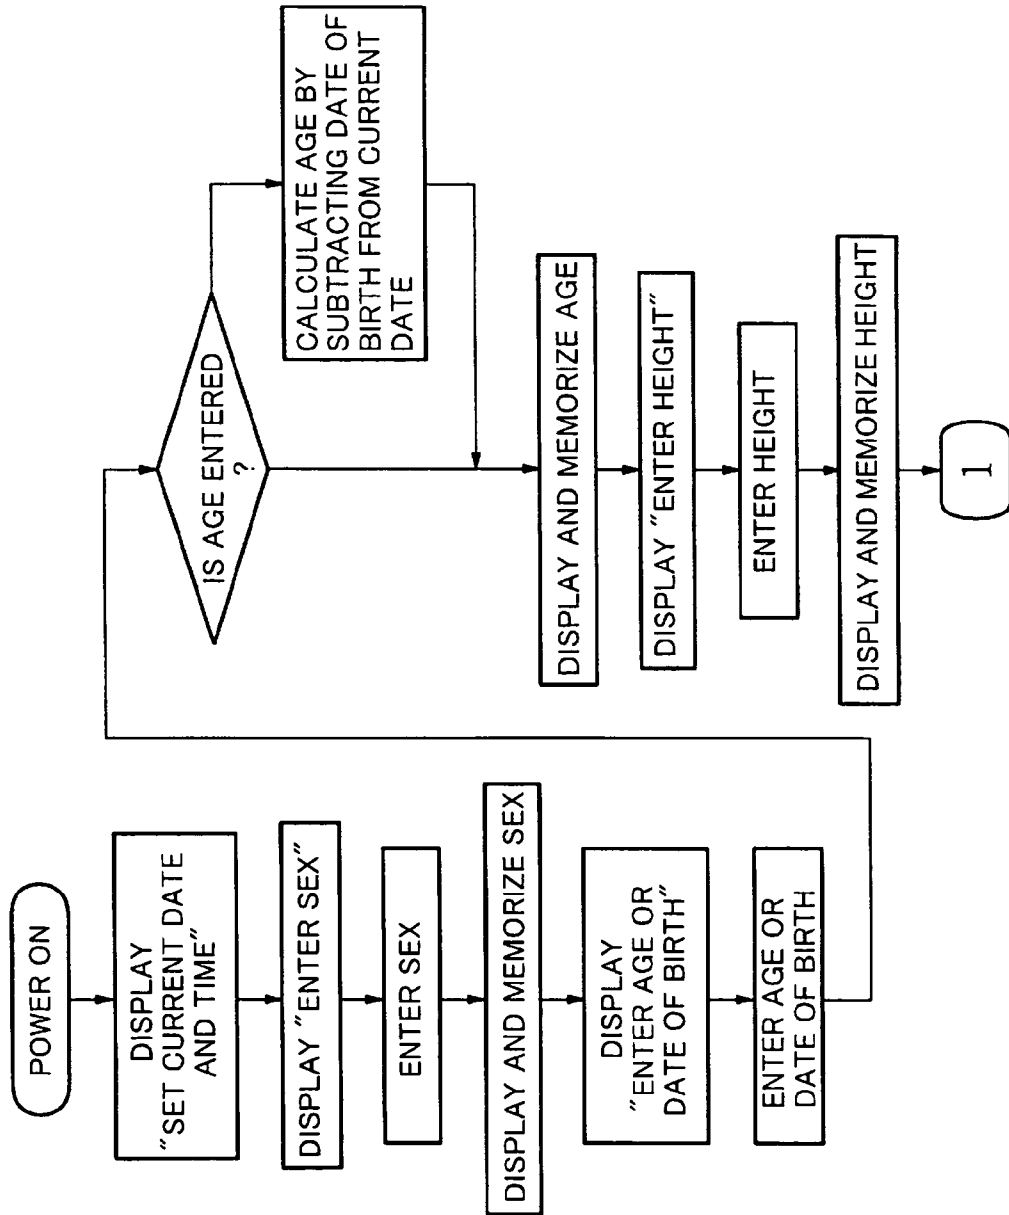 POWER ON
DISPLAY
"SET CURRENT DATE
AND TIME"
DISPLAY "ENTER SEX"
ENTER SEX
DISPLAY AND MEMORIZE SEX
DISPLAY
"ENTER AGE OR
DATE OF BIRTH"
ENTER AGE OR
DATE OF BIRTH
IS AGE ENTERED
?
CALCULATE AGE BY
SUBTRACTING DATE OF
BIRTH FROM CURRENT
DATE
DISPLAY AND MEMORIZE AGE
DISPLAY "ENTER HEIGHT"
ENTER HEIGHT
DISPLAY AND MEMORIZE HEIGHT
1